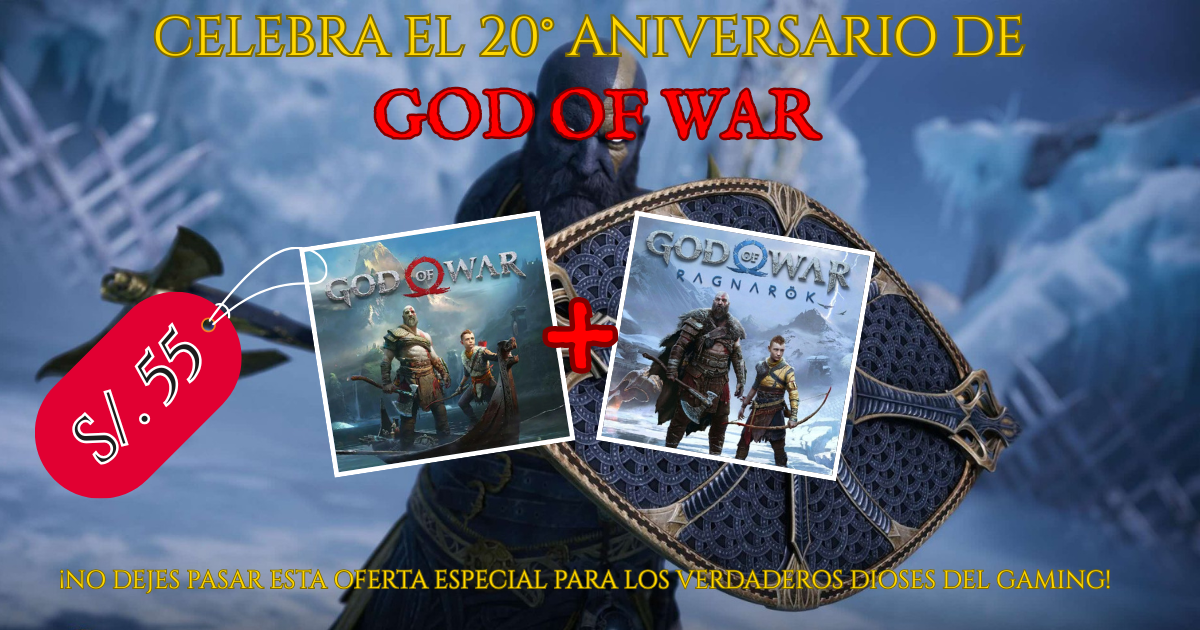 CELEBRA EL 20° ANIVERSARIO DE
GOD OF WAR
GOD OF WAR
GOD OF WAR
RAGNARÖK
+
S/. 55
¡NO DEJES PASAR ESTA OFERTA ESPECIAL PARA LOS VERDADEROS DIOSES DEL GAMING!